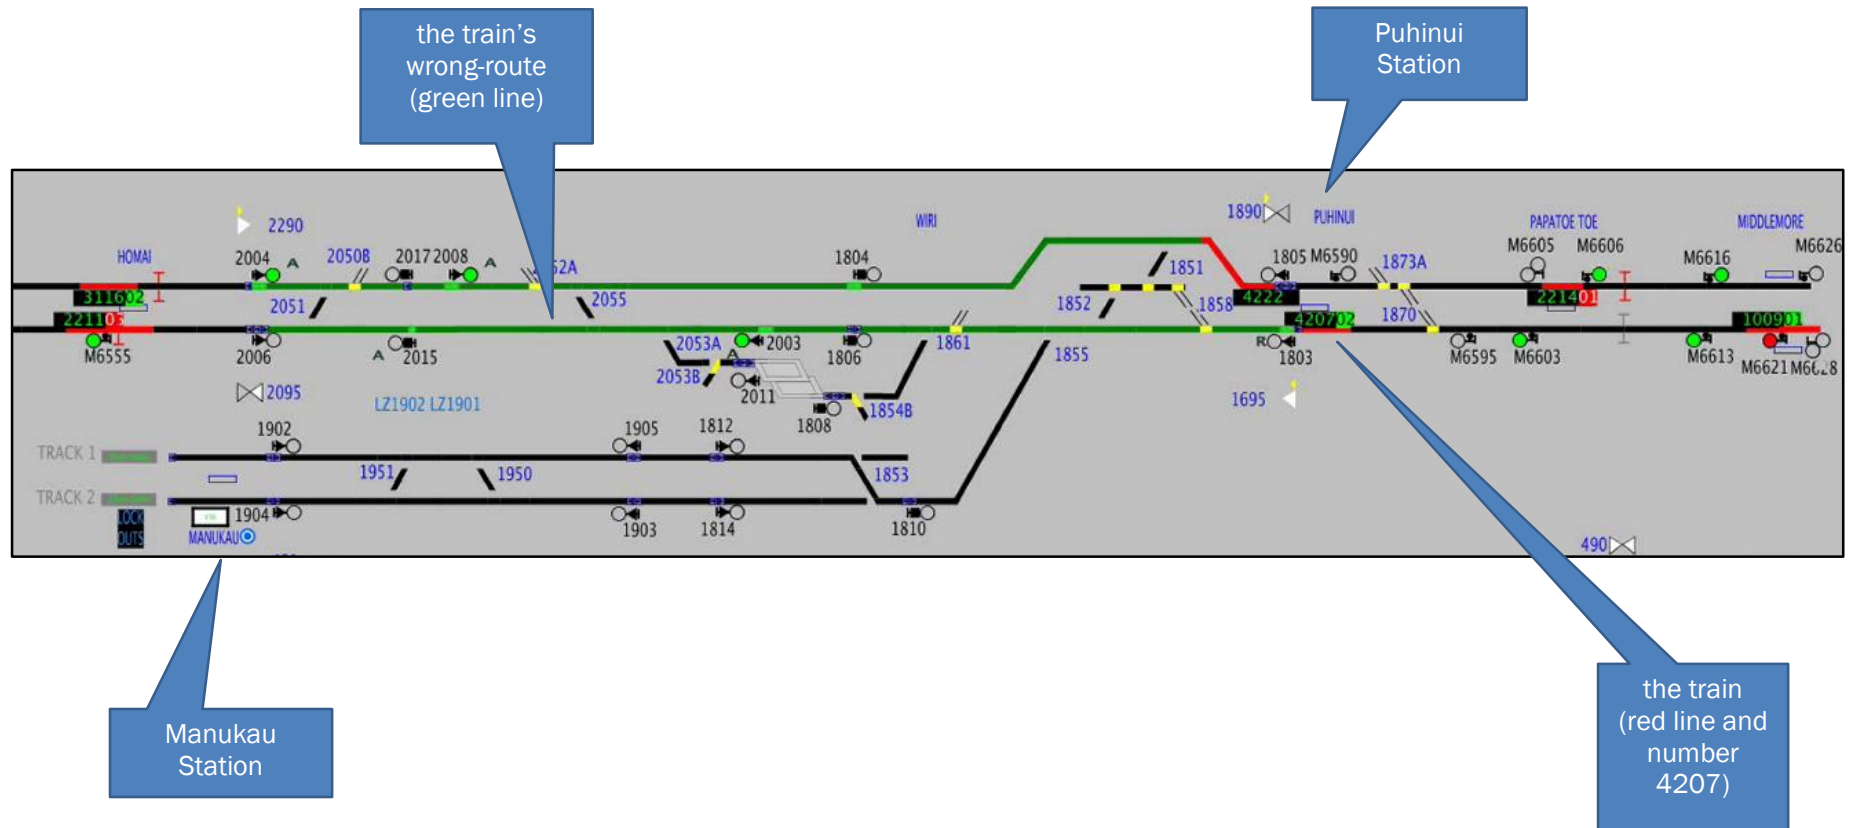 the train's
wrong-route
(green line)
Puhinui
Station
2290
WIRI
1890
PUHINUI
PAPATOE TOE
MIDDLEMORE
HOMAI
2004
A
2050B
2017
2008
A
1804
1851
1805
M6590
1873A
M6605
M6606
M6616
M6626
311602
2051
2055
1852
1858
4222
221401
221103
420702
1870
100901
M6555
2006
A
2015
2053A
A
2003
1806
1861
1855
R
1803
M6595
M6603
M6613
M6621
2053B
2011
2095
LZ1902 LZ1901
1808
1854B
1695
1902
1905
1812
TRACK 1
1951
1950
1853
TRACK 2
LOCK
OUTS
1904
MANUKAU
1903
1814
1810
490
Manukau
Station
the train
(red line and
number
4207)